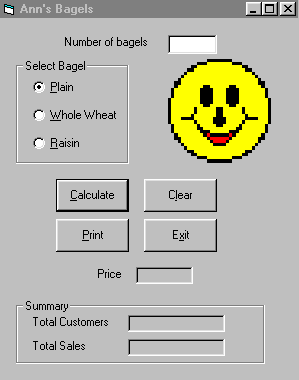 Ann's Bagels
Number of bagels
Select Bagel
Plain
Whole Wheat
Raisin
Calculate
Clear
Print
Exit
Price
Summary
Total Customers
Total Sales